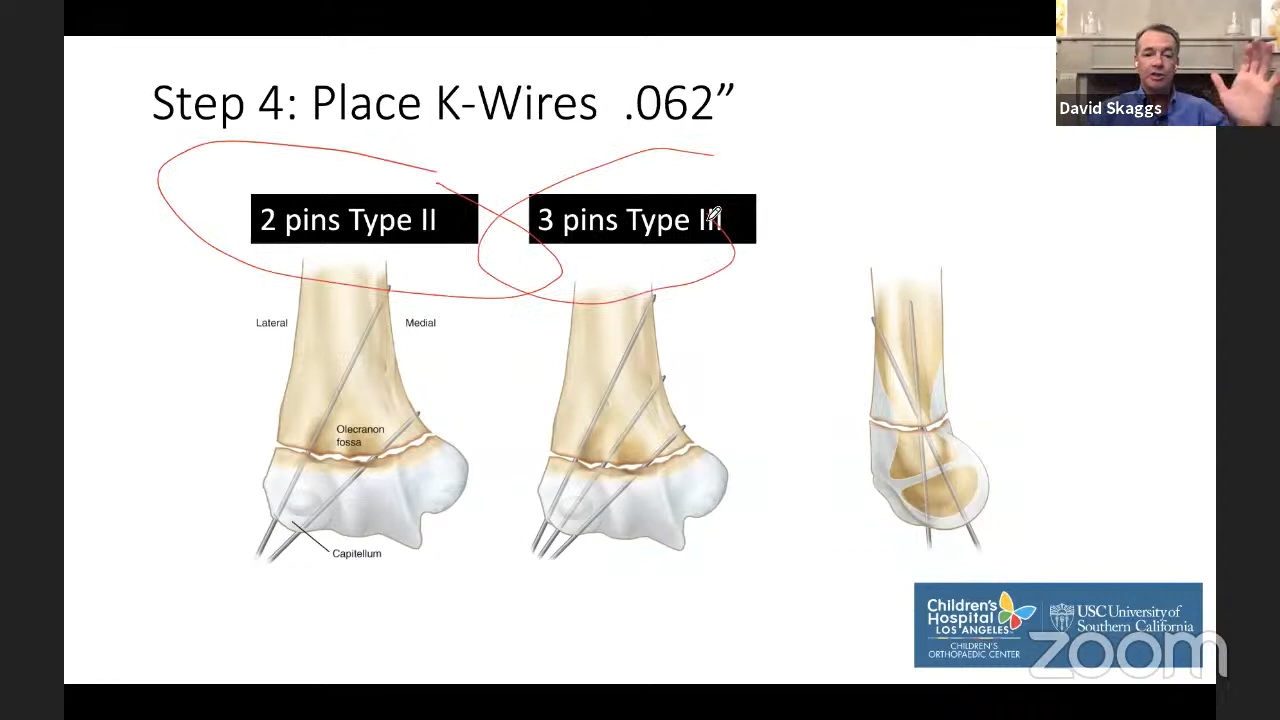 Step 4: Place K-Wires .062”
David Skaggs
2 pins Type II
3 pins Type III
Lateral
Medial
Olecranon
fossa
Capitellum
Children's
Hospital
LOS ANGELES
CHILDREN'S
ORTHOPAEDIC CENTER
USC University of
Southern California
zoom